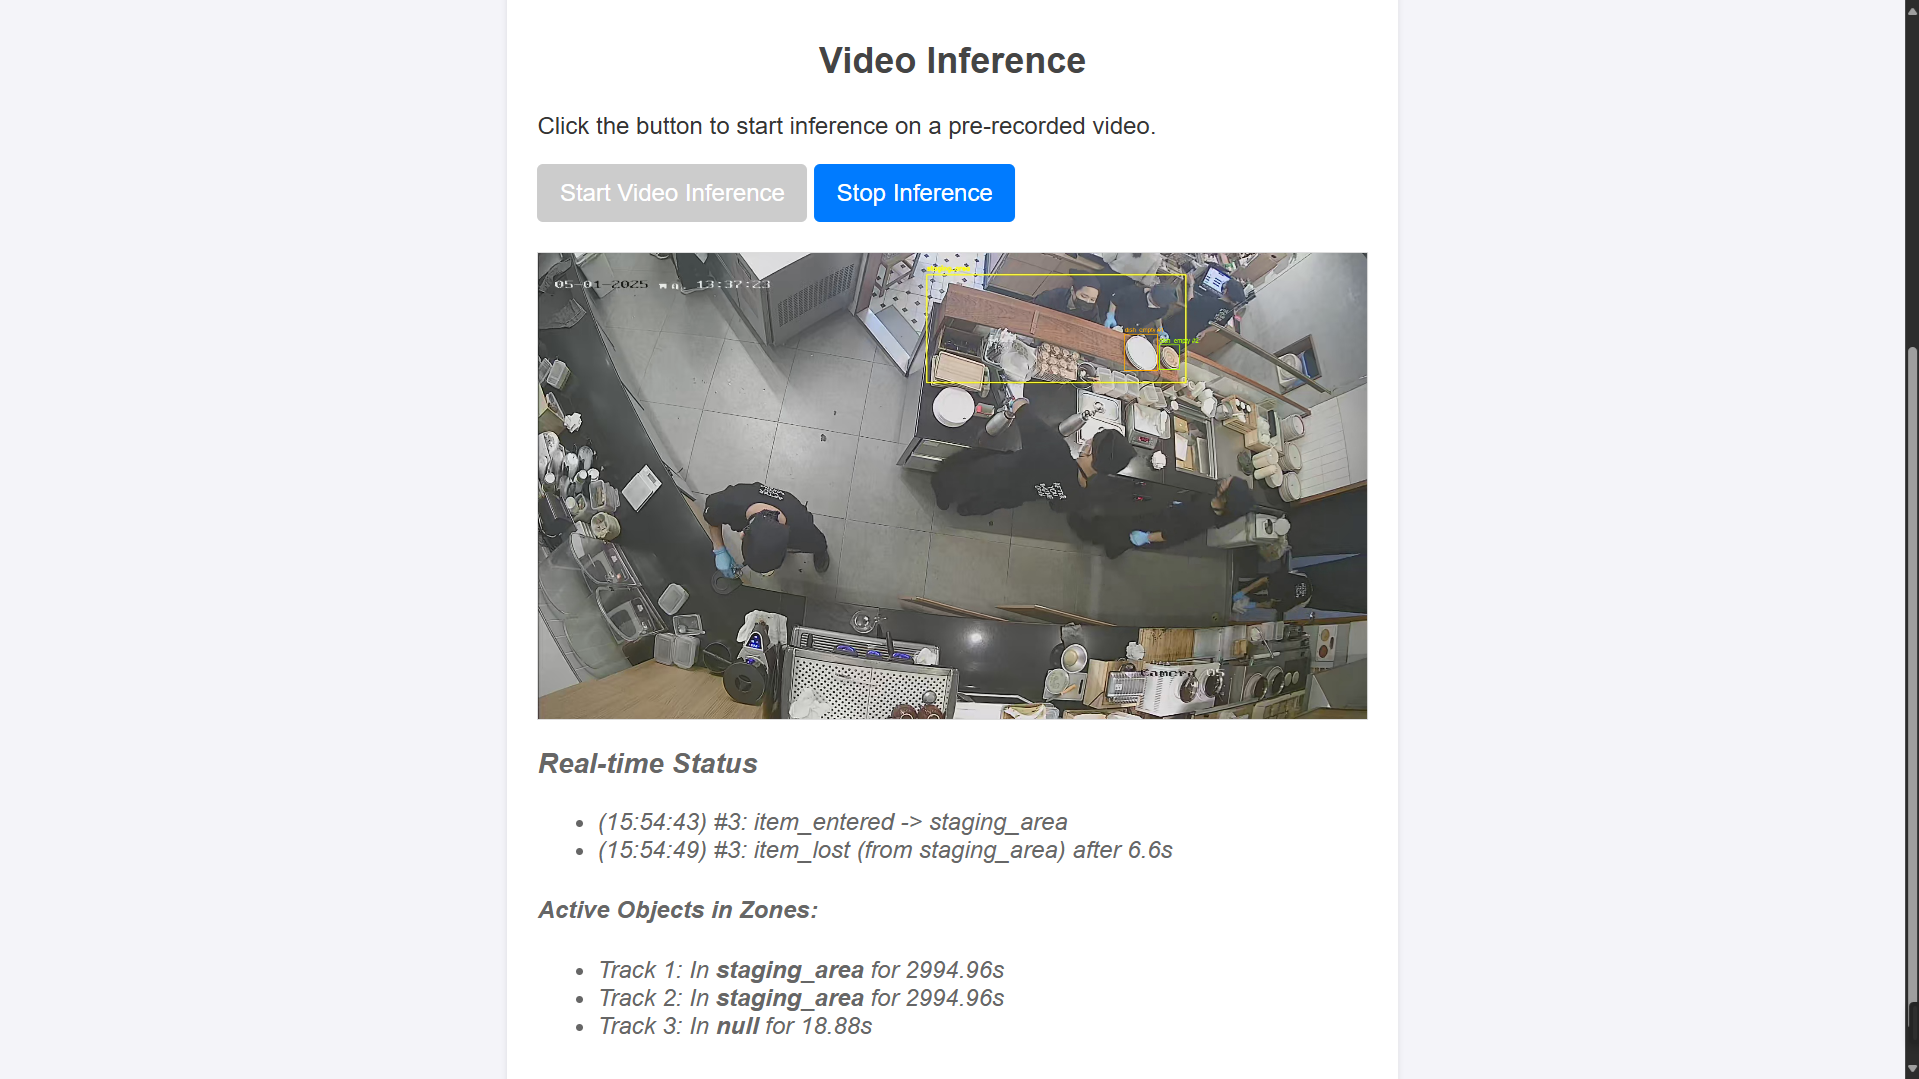 Video Inference
Click the button to start inference on a pre-recorded video.
Start Video Inference
Stop Inference
05-01-2025 พฤ. 13:37:23
Camera 05
Real-time Status
(15:54:43) #3: item_entered -> staging_area
(15:54:49) #3: item_lost (from staging_area) after 6.6s
Active Objects in Zones:
Track 1: In staging_area for 2994.96s
Track 2: In staging_area for 2994.96s
Track 3: In null for 18.88s